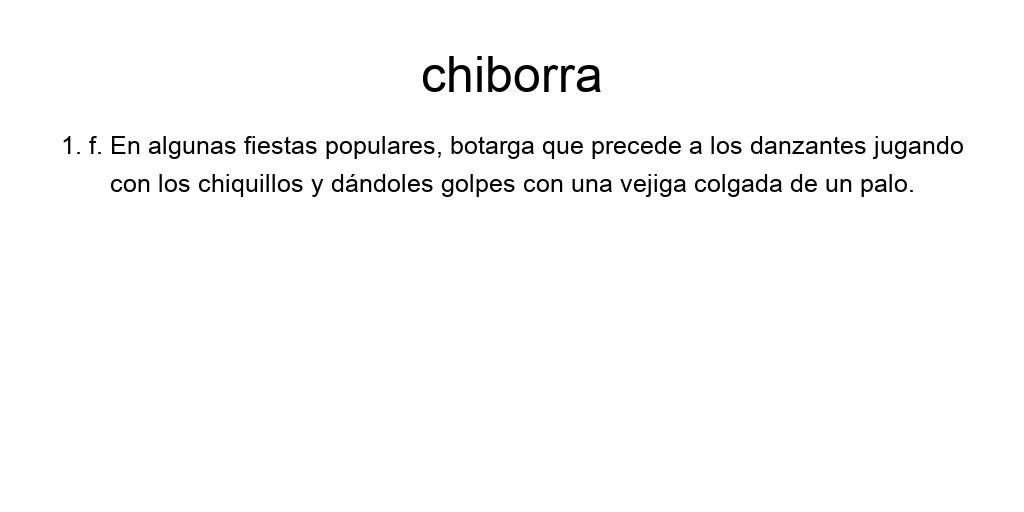 chiborra
1. f. En algunas fiestas populares, botarga que precede a los danzantes jugando
con los chiquillos y dándoles golpes con una vejiga colgada de un palo.